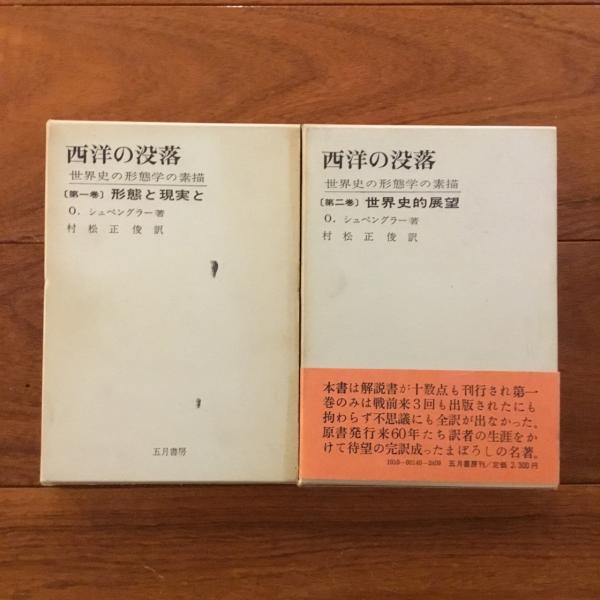 西洋の没落
世界史の形態学の素描
〔第一巻〕形態と現実と
O．シュペングラー著
村松正俊訳
五月書房
西洋の没落
世界史の形態学の素描
〔第二巻〕世界史的展望
O．シュペングラー著
村松正俊訳
本書は解説書が十数点も刊行され第一
巻のみは戦前来3回も出版されたにも
拘わらず不思議にも全訳が出なかった。
原書発行来60年たち訳者の生涯をか
けて待望の完訳成ったまぼろしの名著。
五月書房刊／定価 2,300円